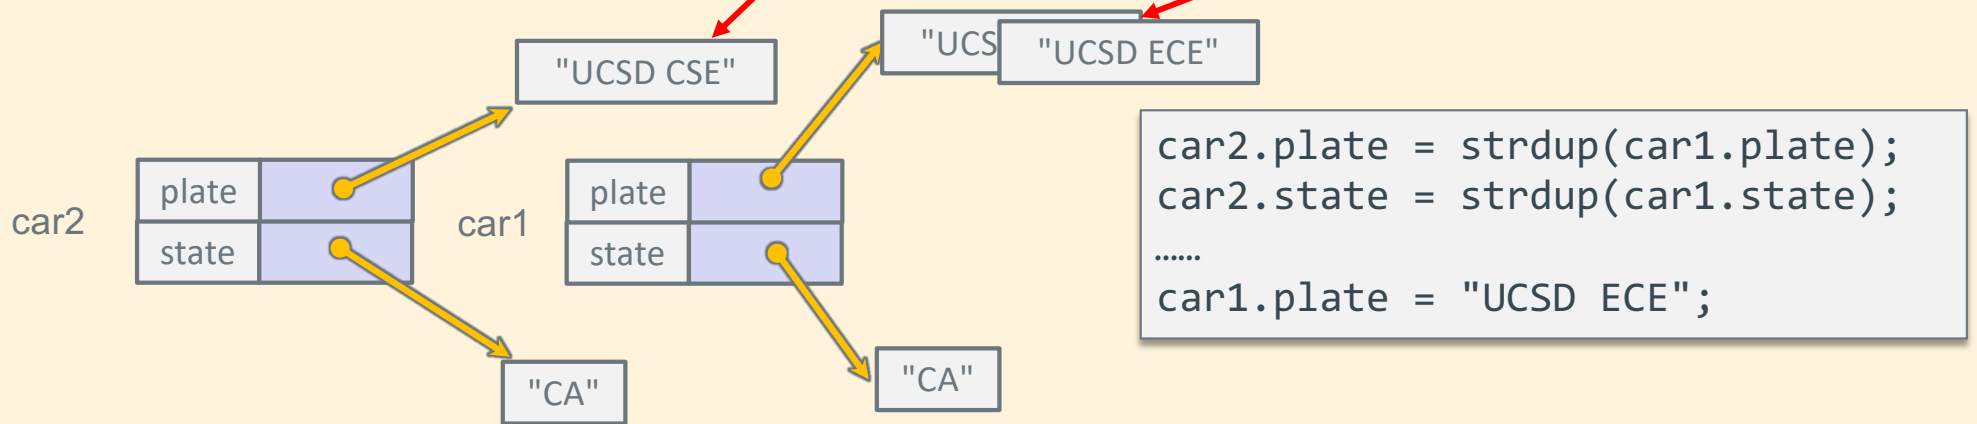 "UCSD CSE"
"UCS
"UCSD ECE"
car2
plate
state
car1
plate
state
"CA"
"CA"
car2.plate = strdup(car1.plate);
car2.state = strdup(car1.state);
……
car1.plate = "UCSD ECE";